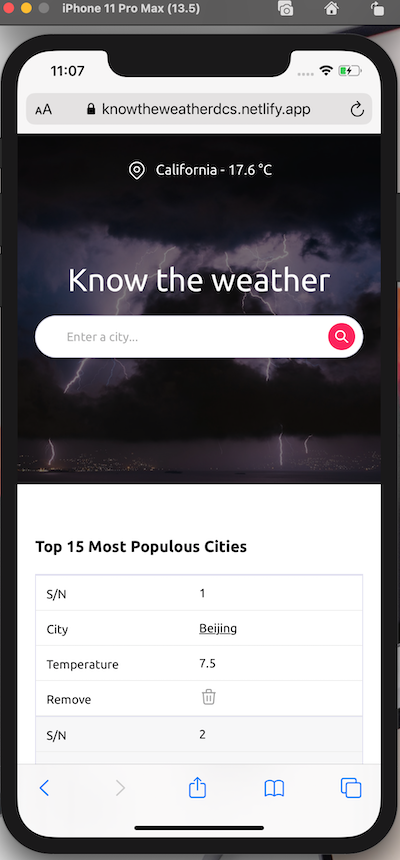 iPhone 11 Pro Max (13.5)
11:07
AA knowtheweatherdcs.netlify.app
California - 17.6 °C
Know the weather
Enter a city...
Top 15 Most Populous Cities
S/N 1
City Beijing
Temperature 7.5
Remove
S/N 2